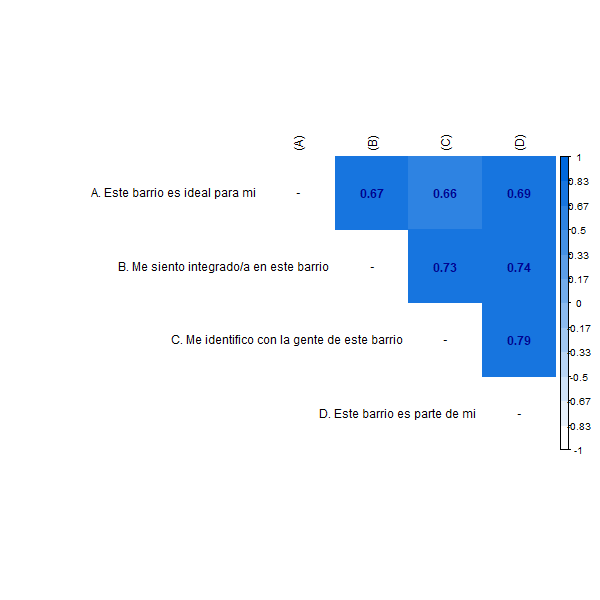 (A) (B) (C) (D)
A. Este barrio es ideal para mi - 0.67 0.66 0.69
B. Me siento integrado/a en este barrio - 0.73 0.74
C. Me identifico con la gente de este barrio - 0.79
D. Este barrio es parte de mi -
1
0.83
0.67
0.5
0.33
0.17
0
-0.17
-0.33
-0.5
-0.67
-0.83
-1